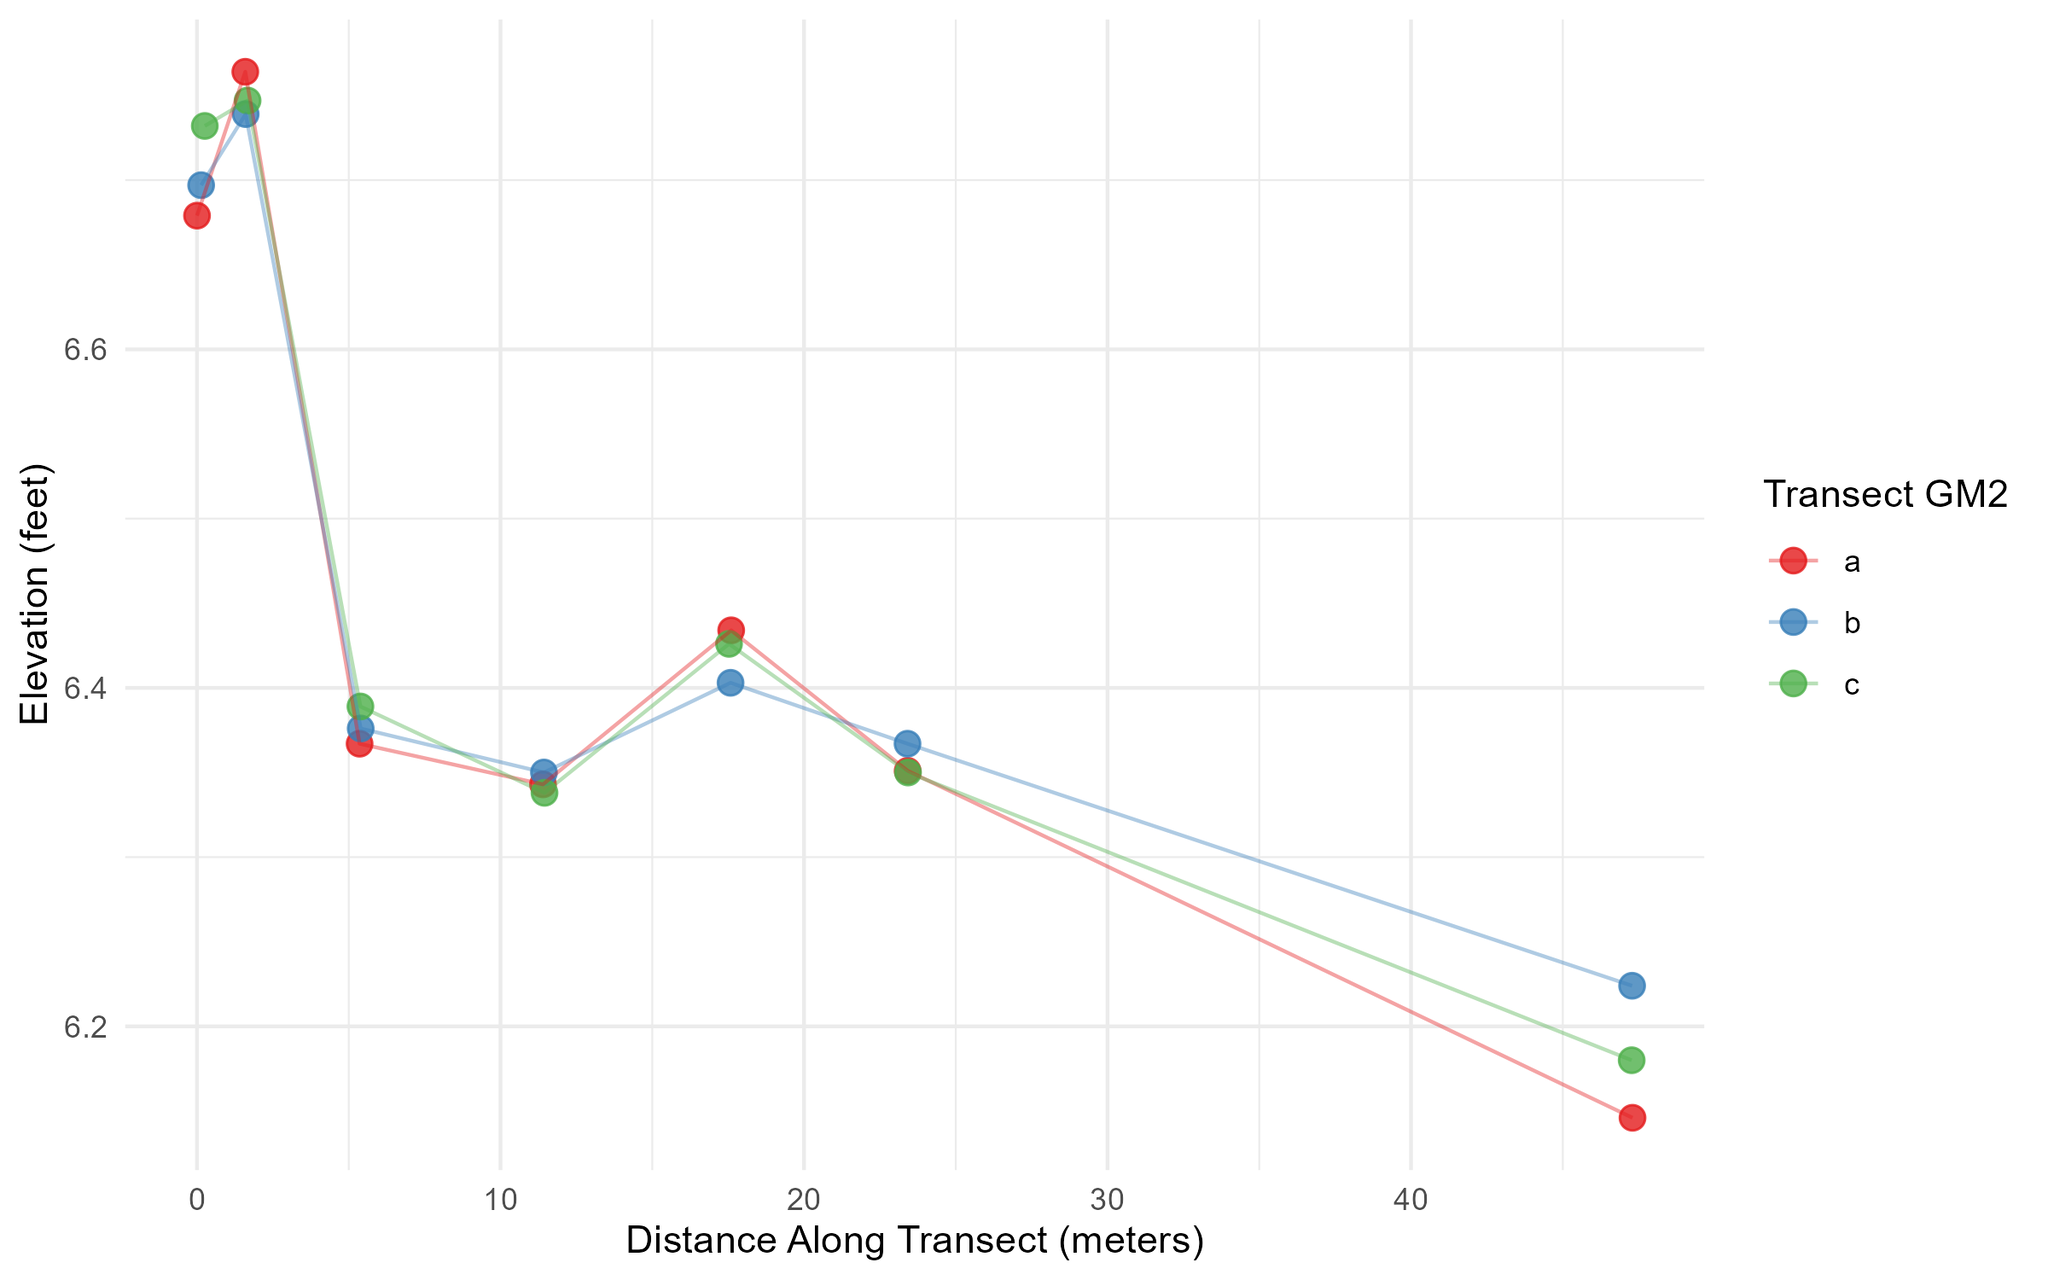 6.6
6.4
6.2
Elevation (feet)
0 10 20 30 40
Distance Along Transect (meters)
Transect GM2
a
b
c